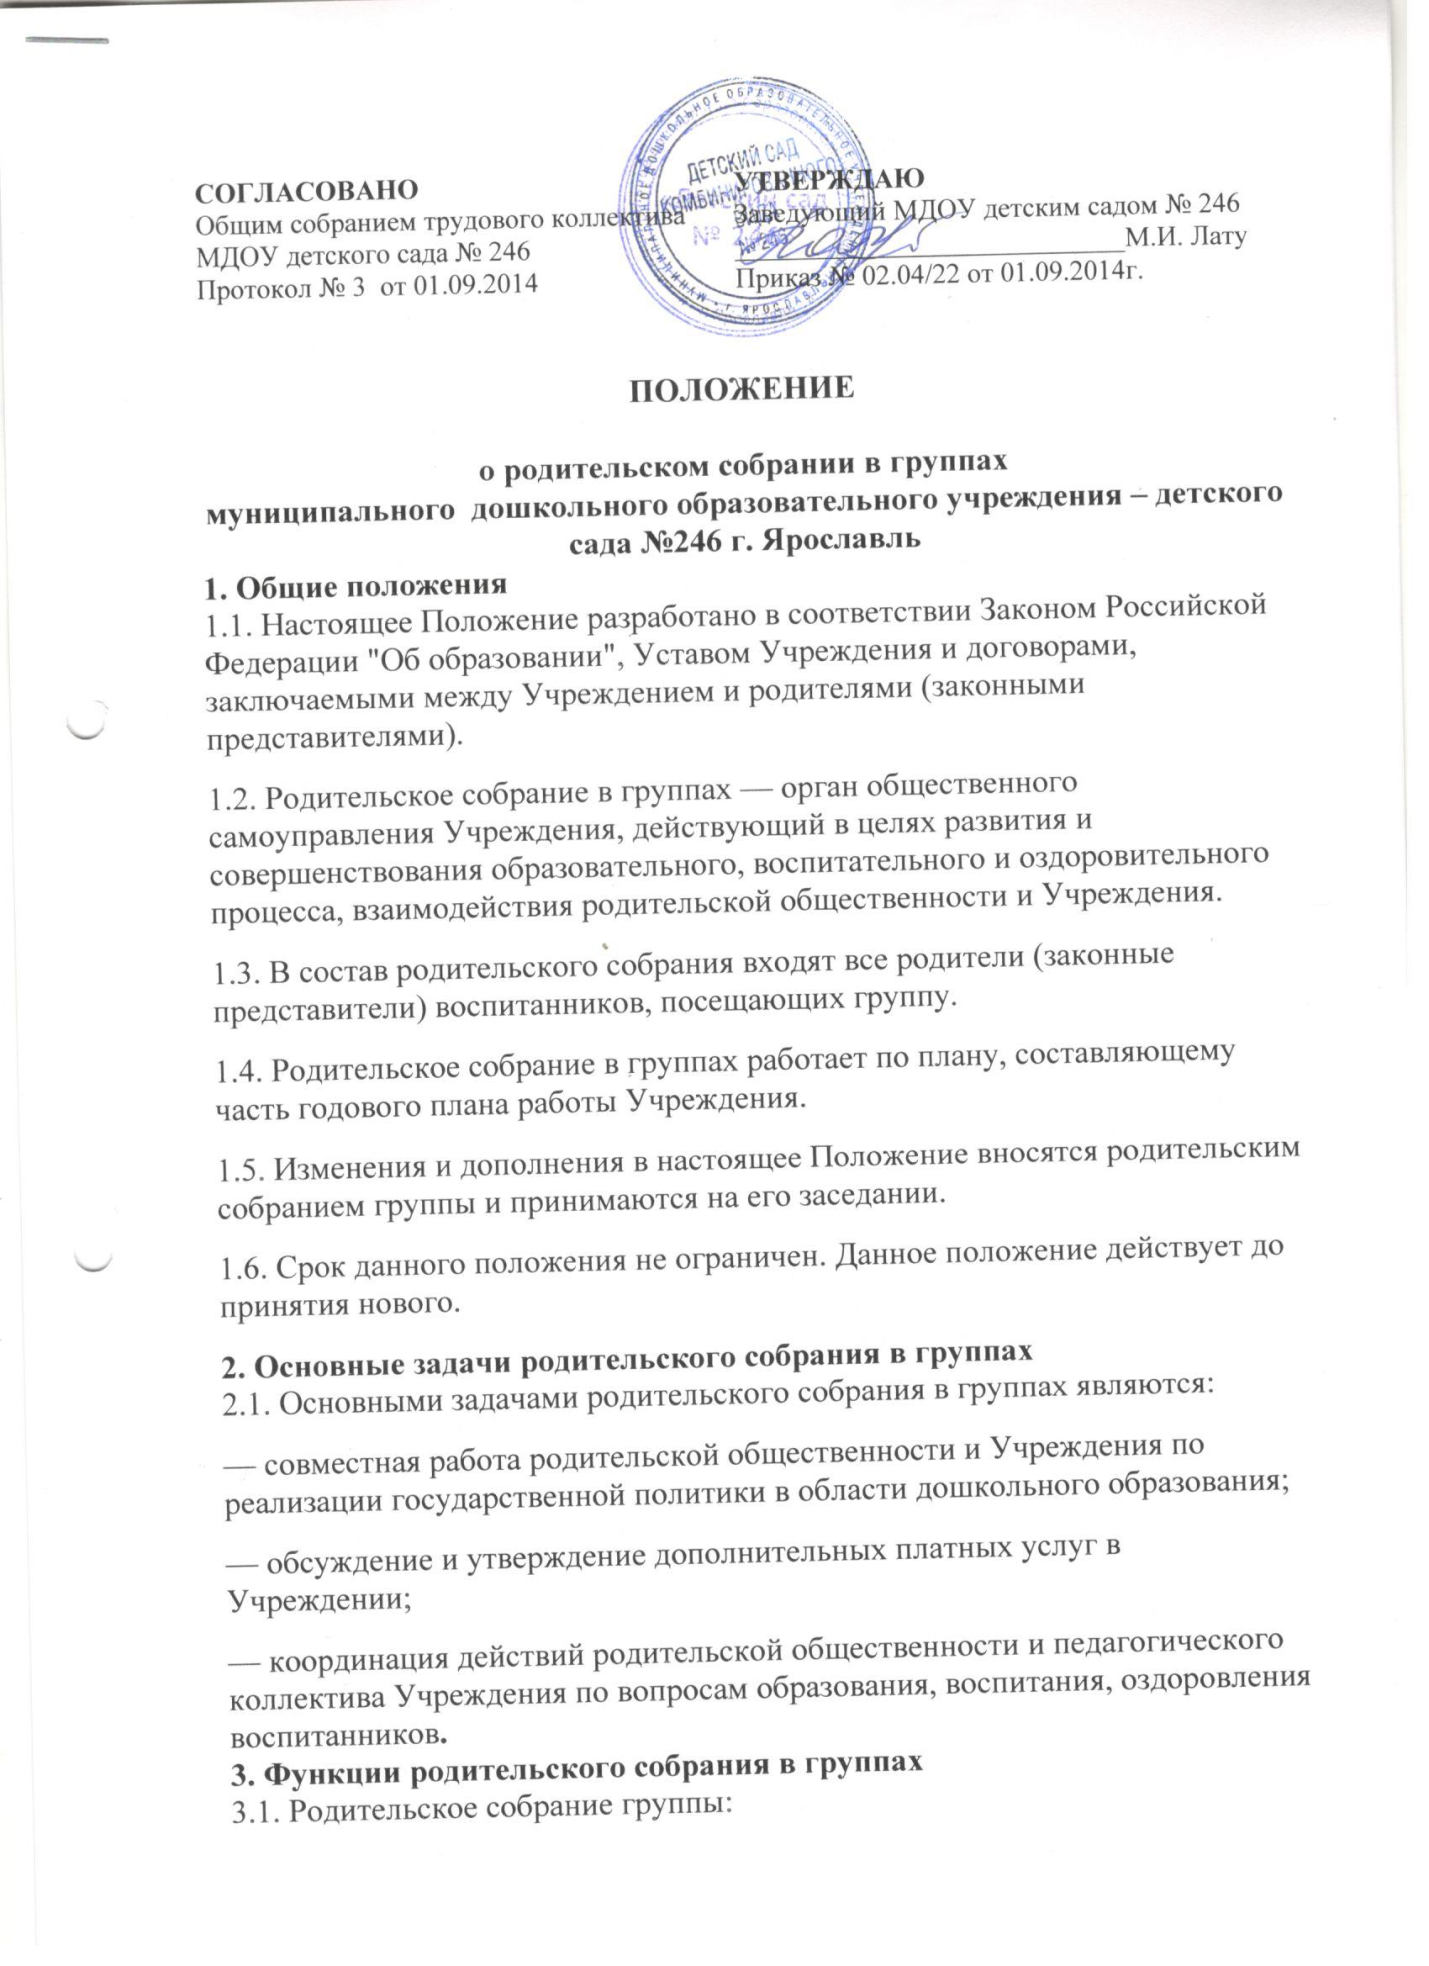 СОГЛАСОВАНО
Общим собранием трудового коллектива
МДОУ детского сада № 246
Протокол № 3 от 01.09.2014
УТВЕРЖДАЮ
Заведующий МДОУ детским садом № 246
М.И. Лату
Приказ № 02.04/22 от 01.09.2014г.
ДЕТСКИЙ САД
КОМБИНИРОВАННОГО
ПОЛОЖЕНИЕ
о родительском собрании в группах
муниципального дошкольного образовательного учреждения – детского
сада №246 г. Ярославль
1. Общие положения
1.1. Настоящее Положение разработано в соответствии Законом Российской
Федерации "Об образовании", Уставом Учреждения и договорами,
заключаемыми между Учреждением и родителями (законными
представителями).
1.2. Родительское собрание в группах — орган общественного
самоуправления Учреждения, действующий в целях развития и
совершенствования образовательного, воспитательного и оздоровительного
процесса, взаимодействия родительской общественности и Учреждения.
1.3. В состав родительского собрания входят все родители (законные
представители) воспитанников, посещающих группу.
1.4. Родительское собрание в группах работает по плану, составляющему
часть годового плана работы Учреждения.
1.5. Изменения и дополнения в настоящее Положение вносятся родительским
собранием группы и принимаются на его заседании.
1.6. Срок данного положения не ограничен. Данное положение действует до
принятия нового.
2. Основные задачи родительского собрания в группах
2.1. Основными задачами родительского собрания в группах являются:
— совместная работа родительской общественности и Учреждения по
реализации государственной политики в области дошкольного образования;
— обсуждение и утверждение дополнительных платных услуг в
Учреждении;
— координация действий родительской общественности и педагогического
коллектива Учреждения по вопросам образования, воспитания, оздоровления
воспитанников.
3. Функции родительского собрания в группах
3.1. Родительское собрание группы: